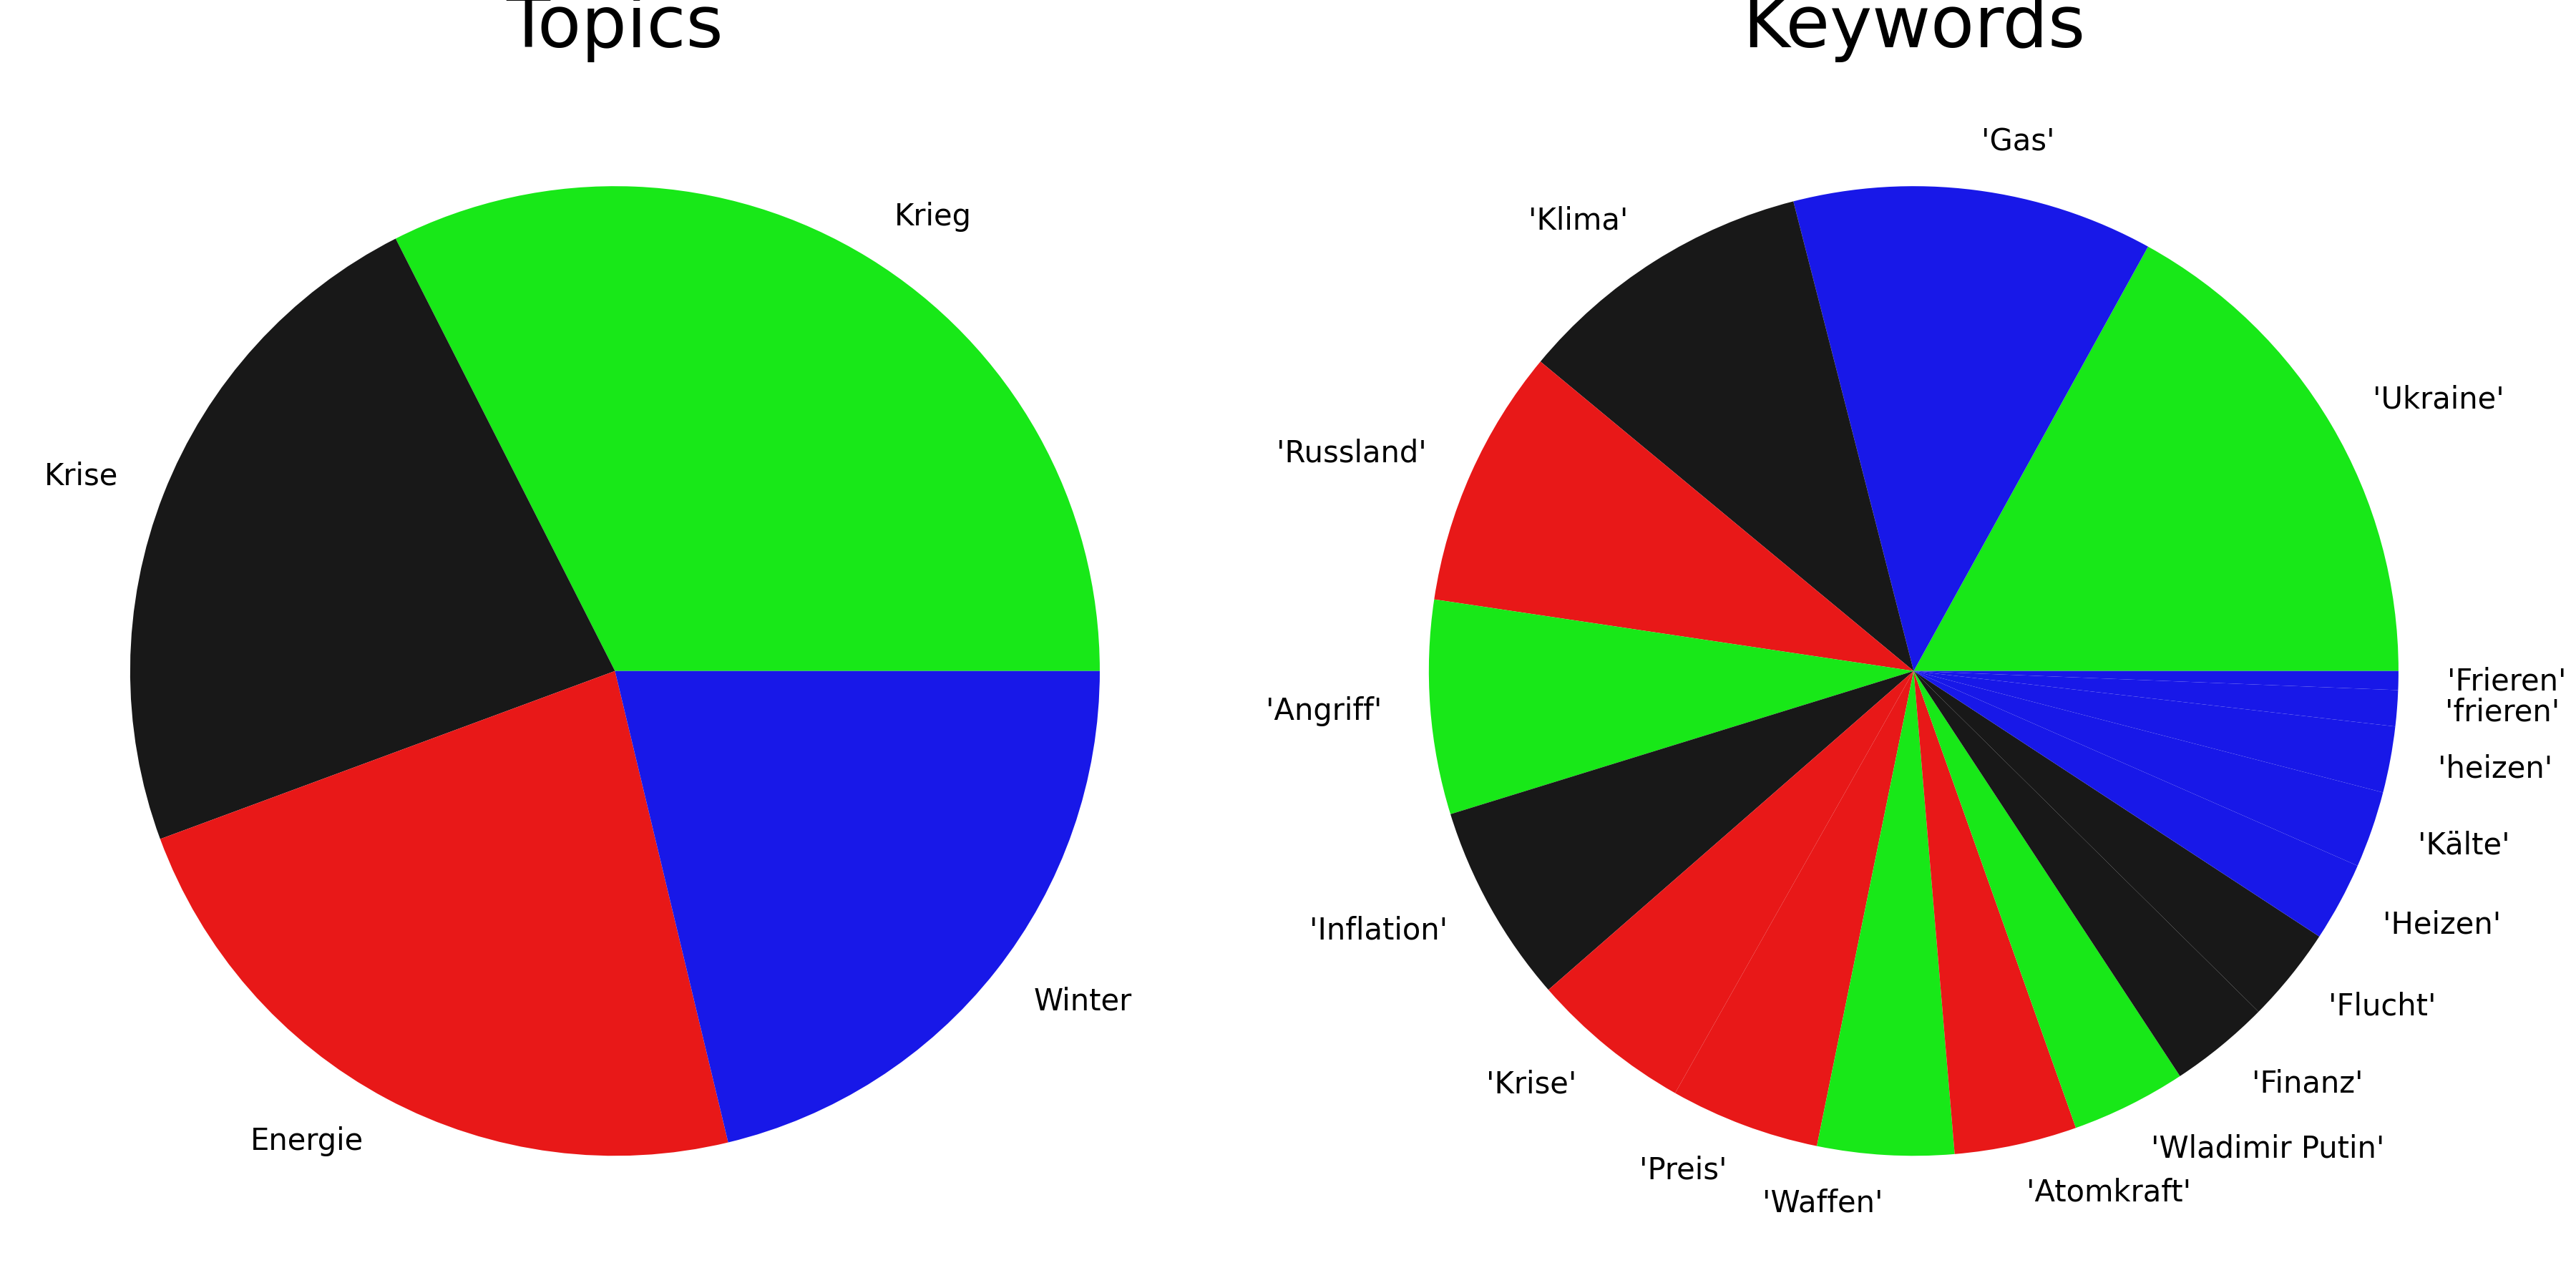 Topics
Krieg
Krise
Energie
Winter
Keywords
'Gas'
'Klima'
'Ukraine'
'Russland'
'Frieren'
'frieren'
'Angriff'
'heizen'
'Kälte'
'Heizen'
'Inflation'
'Flucht'
'Krise'
'Finanz'
'Wladimir Putin'
'Preis'
'Atomkraft'
'Waffen'